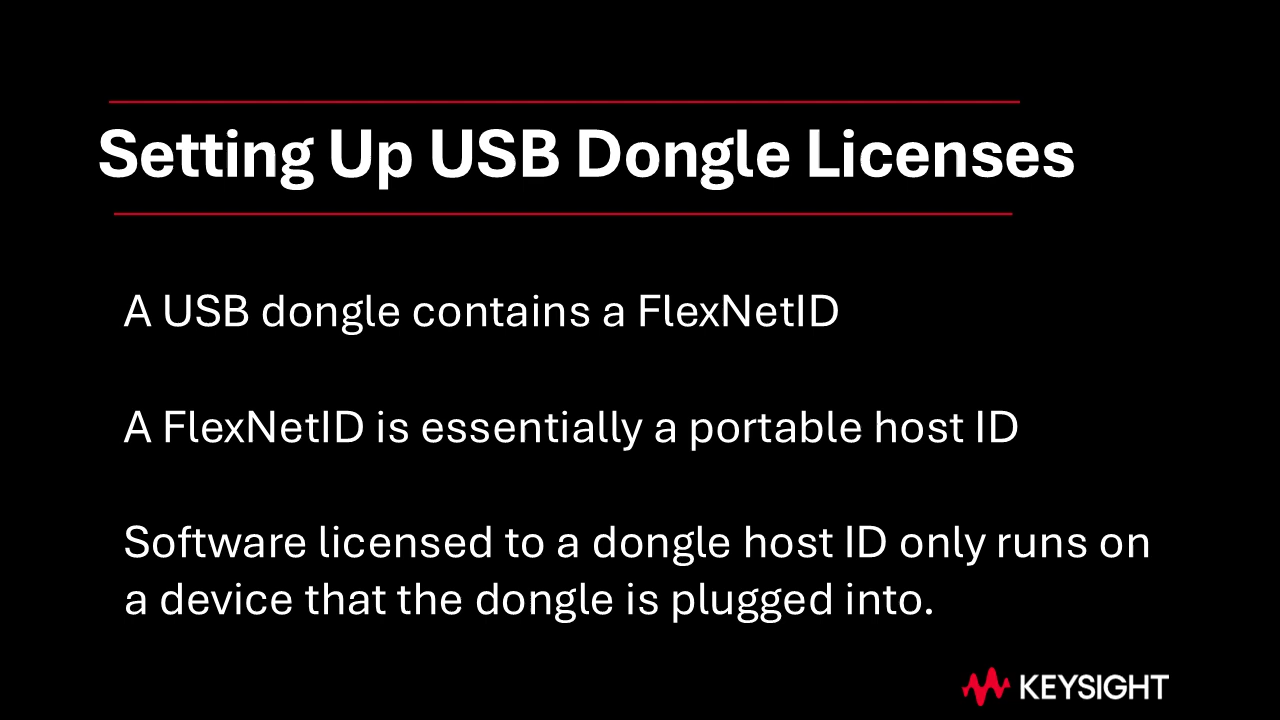 Setting Up USB Dongle Licenses
A USB dongle contains a FlexNetID
A FlexNetID is essentially a portable host ID
Software licensed to a dongle host ID only runs on
a device that the dongle is plugged into.
KEYSIGHT